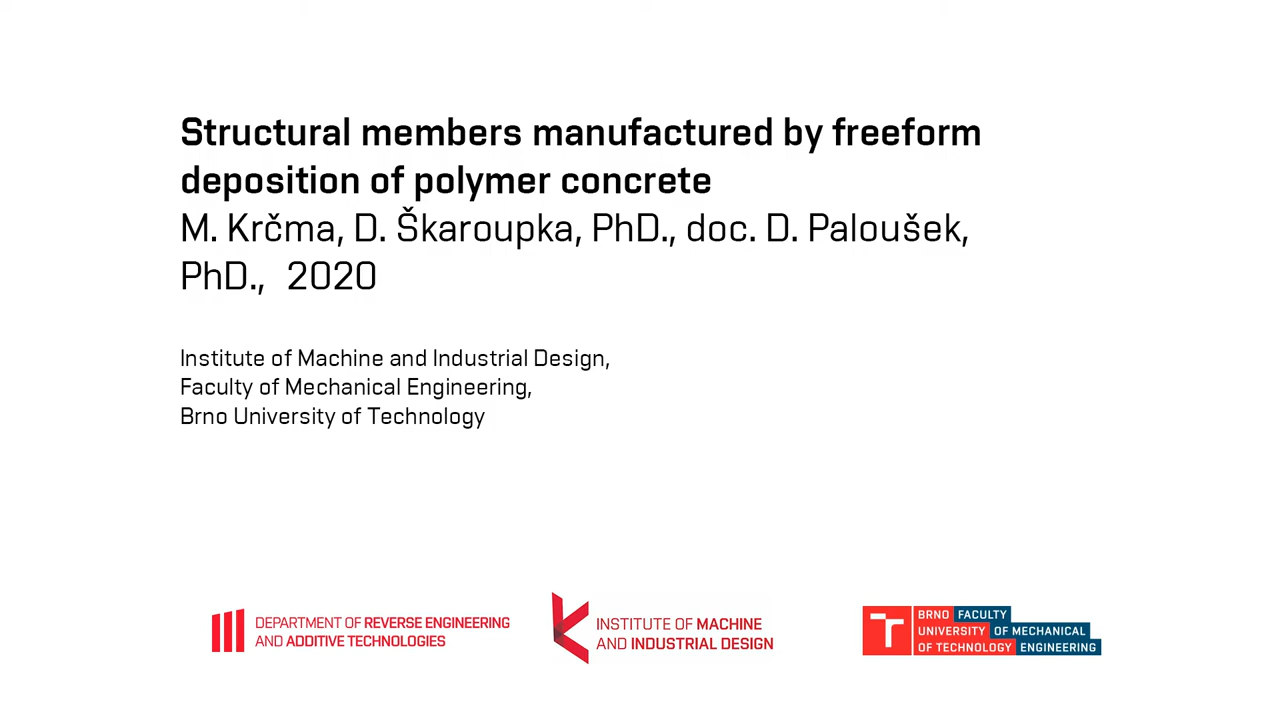 Structural members manufactured by freeform
deposition of polymer concrete
M. Krčma, D. Škaroupka, PhD., doc. D. Paloušek,
PhD.,  2020
Institute of Machine and Industrial Design,
Faculty of Mechanical Engineering,
Brno University of Technology
DEPARTMENT OF REVERSE ENGINEERING
AND ADDITIVE TECHNOLOGIES
INSTITUTE OF MACHINE
AND INDUSTRIAL DESIGN
T
BRNO FACULTY
UNIVERSITY OF MECHANICAL
OF TECHNOLOGY ENGINEERING